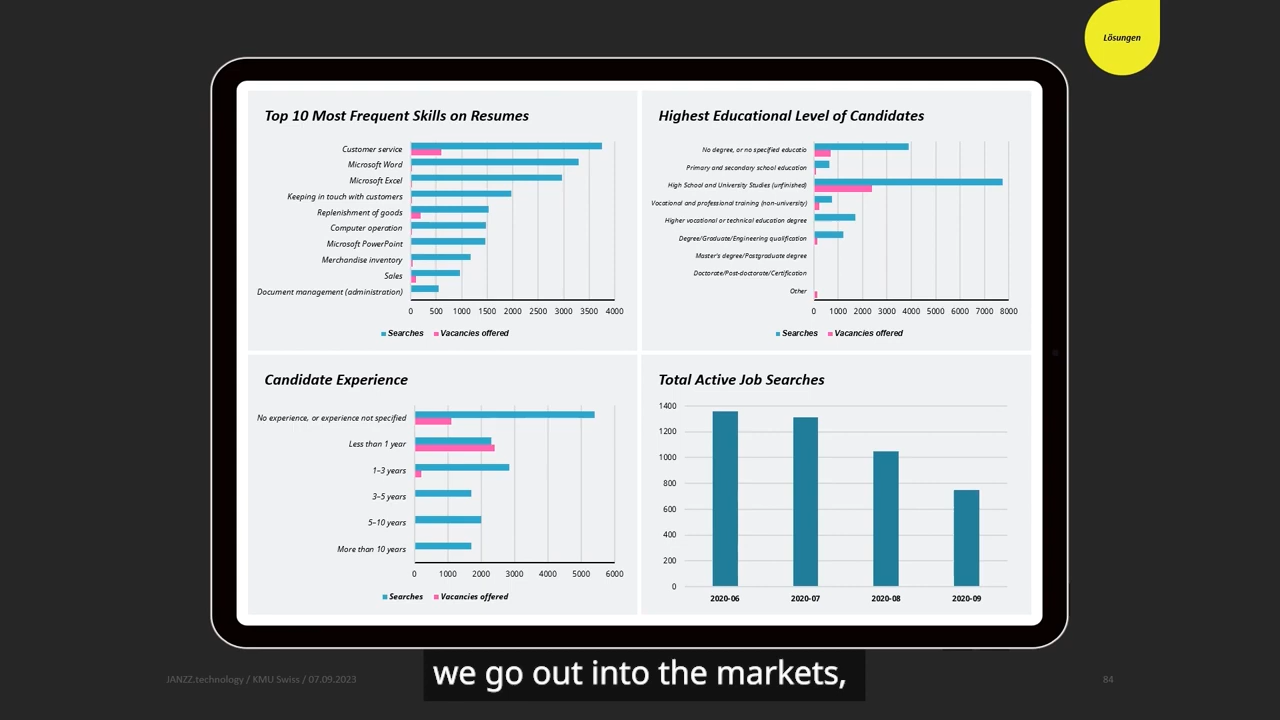 Lösungen
Top 10 Most Frequent Skills on Resumes
Customer service
Microsoft Word
Microsoft Excel
Keeping in touch with customers
Replenishment of goods
Computer operation
Microsoft PowerPoint
Merchandise inventory
Sales
Document management (administration)
0 500 1000 1500 2000 2500 3000 3500 4000
Searches Vacancies offered
Highest Educational Level of Candidates
No degree, or no specified educatio
Primary and secondary school education
High School and University Studies (unfinished)
Vocational and professional training (non-university)
Higher vocational or technical education degree
Degree/Graduate/Engineering qualification
Master's degree/Postgraduate degree
Doctorate/Post-doctorate/Certification
Other
0 1000 2000 3000 4000 5000 6000 7000 8000
Searches Vacancies offered
Candidate Experience
No experience, or experience not specified
Less than 1 year
1–3 years
3–5 years
5–10 years
More than 10 years
0 1000 2000 3000 4000 5000 6000
Searches Vacancies offered
Total Active Job Searches
1400
1200
1000
800
600
400
200
0
2020-06 2020-07 2020-08 2020-09
we go out into the markets,
JANZZ.technology / KMU Swiss / 07.09.2023
84